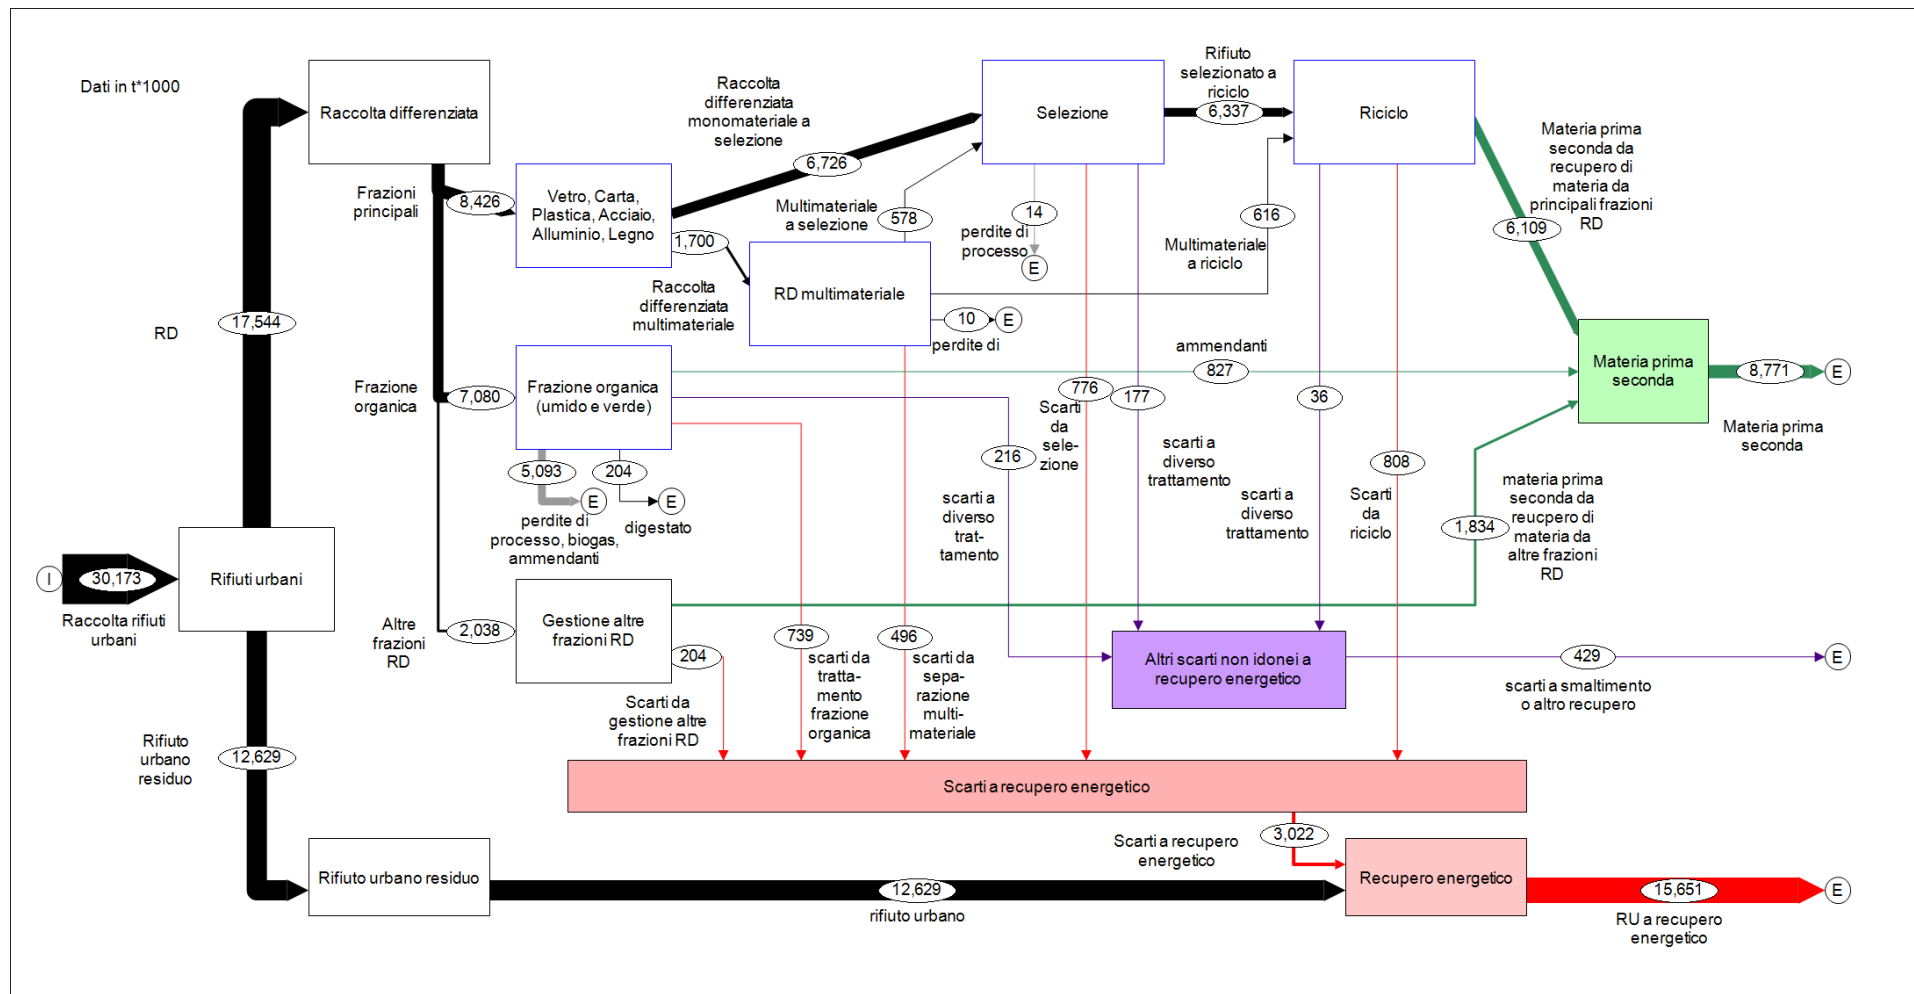 Dati in t*1000
Raccolta differenziata
Raccolta
differenziata
monomateriale a
selezione
6,726
Selezione
Rifiuto
selezionato a
riciclo
6,337
Riciclo
Materia prima
seconda da
recupero di
materia da
principali frazioni
RD
6,109
Frazioni
principali
8,426
Vetro, Carta,
Plastica, Acciaio,
Alluminio, Legno
1,700
Raccolta
differenziata
multimateriale
Multimateriale
a selezione
578
RD multimateriale
14
perdite di
processo
E
616
Multimateriale
a riciclo
10
E
perdite di
RD
17,544
Frazione
organica
7,080
Frazione organica
(umido e verde)
ammendanti
827
Materia prima
seconda
8,771
E
Materia prima
seconda
5,093
E
perdite di
processo, biogas,
ammendanti
204
E
digestato
216
scarti a
diverso
trat-
tamento
776
Scarti
da
sele-
zione
177
scarti a
diverso
trattamento
36
scarti a
diverso
trattamento
808
Scarti
da
riciclo
1,834
materia prima
seconda da
reucpero di
materia da
altre frazioni
RD
I
30,173
Raccolta rifiuti
urbani
Rifiuti urbani
Altre
frazioni
RD
2,038
Gestione altre
frazioni RD
204
Scarti da
gestione altre
frazioni RD
739
scarti da
tratta-
mento
frazione
organica
496
scarti da
sepa-
razione
multi-
materiale
Altri scarti non idonei a
recupero energetico
429
E
scarti a smaltimento
o altro recupero
Rifiuto
urbano
residuo
12,629
Scarti a recupero energetico
Scarti a recupero
energetico
3,022
Rifiuto urbano residuo
12,629
rifiuto urbano
Recupero energetico
15,651
E
RU a recupero
energetico